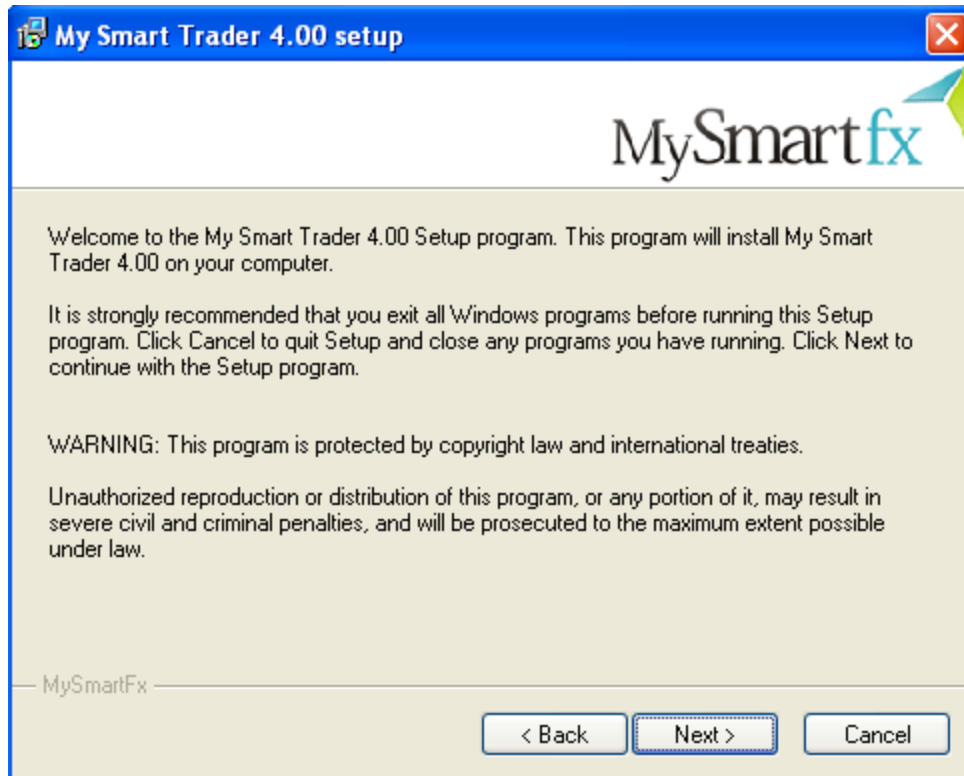 My Smart Trader 4.00 setup
MySmartfx
Welcome to the My Smart Trader 4.00 Setup program. This program will install My Smart
Trader 4.00 on your computer.
It is strongly recommended that you exit all Windows programs before running this Setup
program. Click Cancel to quit Setup and close any programs you have running. Click Next to
continue with the Setup program.
WARNING: This program is protected by copyright law and international treaties.
Unauthorized reproduction or distribution of this program, or any portion of it, may result in
severe civil and criminal penalties, and will be prosecuted to the maximum extent possible
under law.
MySmartFx
< Back Next > Cancel